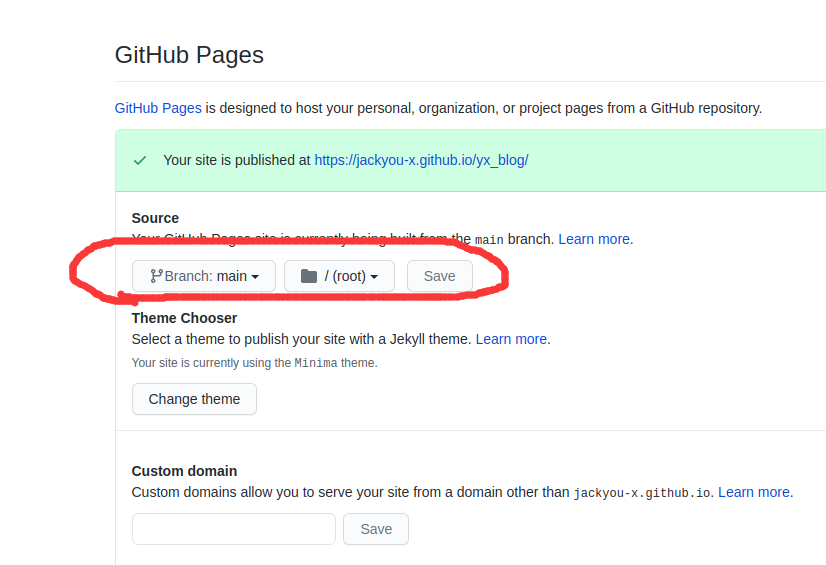 GitHub Pages
GitHub Pages is designed to host your personal, organization, or project pages from a GitHub repository.
Your site is published at https://jackyou-x.github.io/yx_blog/
Source
Your GitHub Pages site is currently being built from the main branch. Learn more.
Branch: main / (root) Save
Theme Chooser
Select a theme to publish your site with a Jekyll theme. Learn more.
Your site is currently using the Minima theme.
Change theme
Custom domain
Custom domains allow you to serve your site from a domain other than jackyou-x.github.io. Learn more.
Save